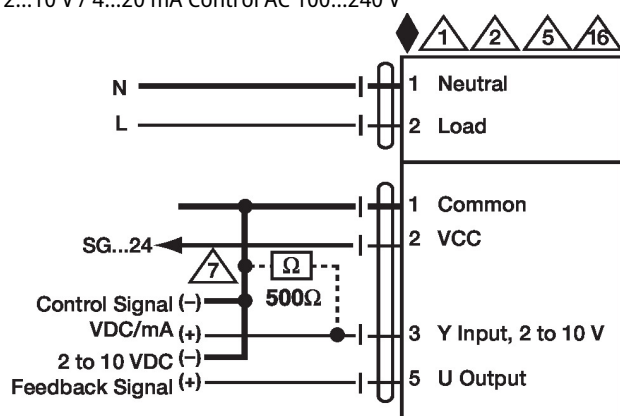 2...10 V / 4...20 mA Control AC 100...240 V
1 2 5 16
N 1 Neutral
L 2 Load
1 Common
SG...24 2 VCC
7 Ω
500Ω
Control Signal (–)
VDC/mA (+) 3 Y Input, 2 to 10 V
2 to 10 VDC (–)
Feedback Signal (+) 5 U Output